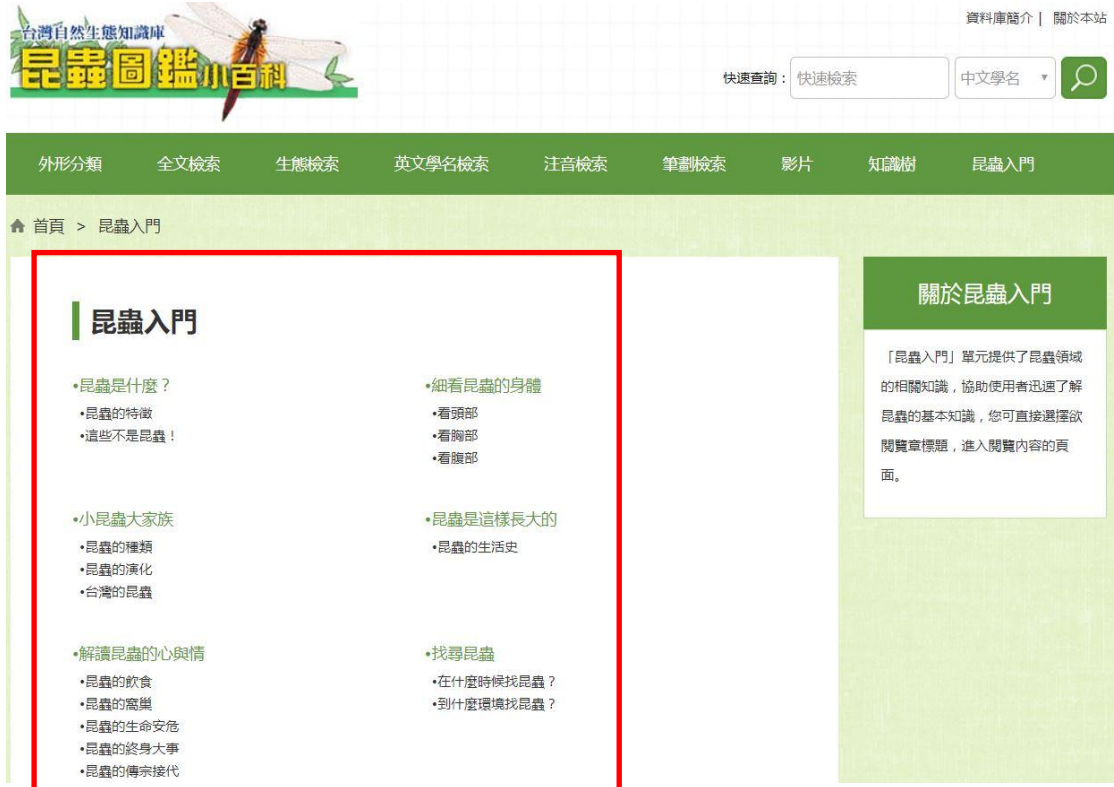 台灣自然生態知識庫
昆蟲圖鑑小百科
資料庫簡介 | 關於本站
快速查詢：快速檢索 中文學名
外形分類 全文檢索 生態檢索 英文學名檢索 注音檢索 筆劃檢索 影片 知識樹 昆蟲入門
首頁 > 昆蟲入門
昆蟲入門
•昆蟲是什麼？
•昆蟲的特徵
•這些不是昆蟲！
•細看昆蟲的身體
•看頭部
•看胸部
•看腹部
•小昆蟲大家族
•昆蟲的種類
•昆蟲的演化
•台灣的昆蟲
•昆蟲是這樣長大的
•昆蟲的生活史
•解讀昆蟲的心與情
•昆蟲的飲食
•昆蟲的窩巢
•昆蟲的生命安危
•昆蟲的終身大事
•昆蟲的傳宗接代
•找尋昆蟲
•在什麼時候找昆蟲？
•到什麼環境找昆蟲？
關於昆蟲入門
「昆蟲入門」單元提供了昆蟲領域
的相關知識，協助使用者迅速了解
昆蟲的基本知識，您可直接選擇欲
閱覽章標題，進入閱覽內容的頁
面。